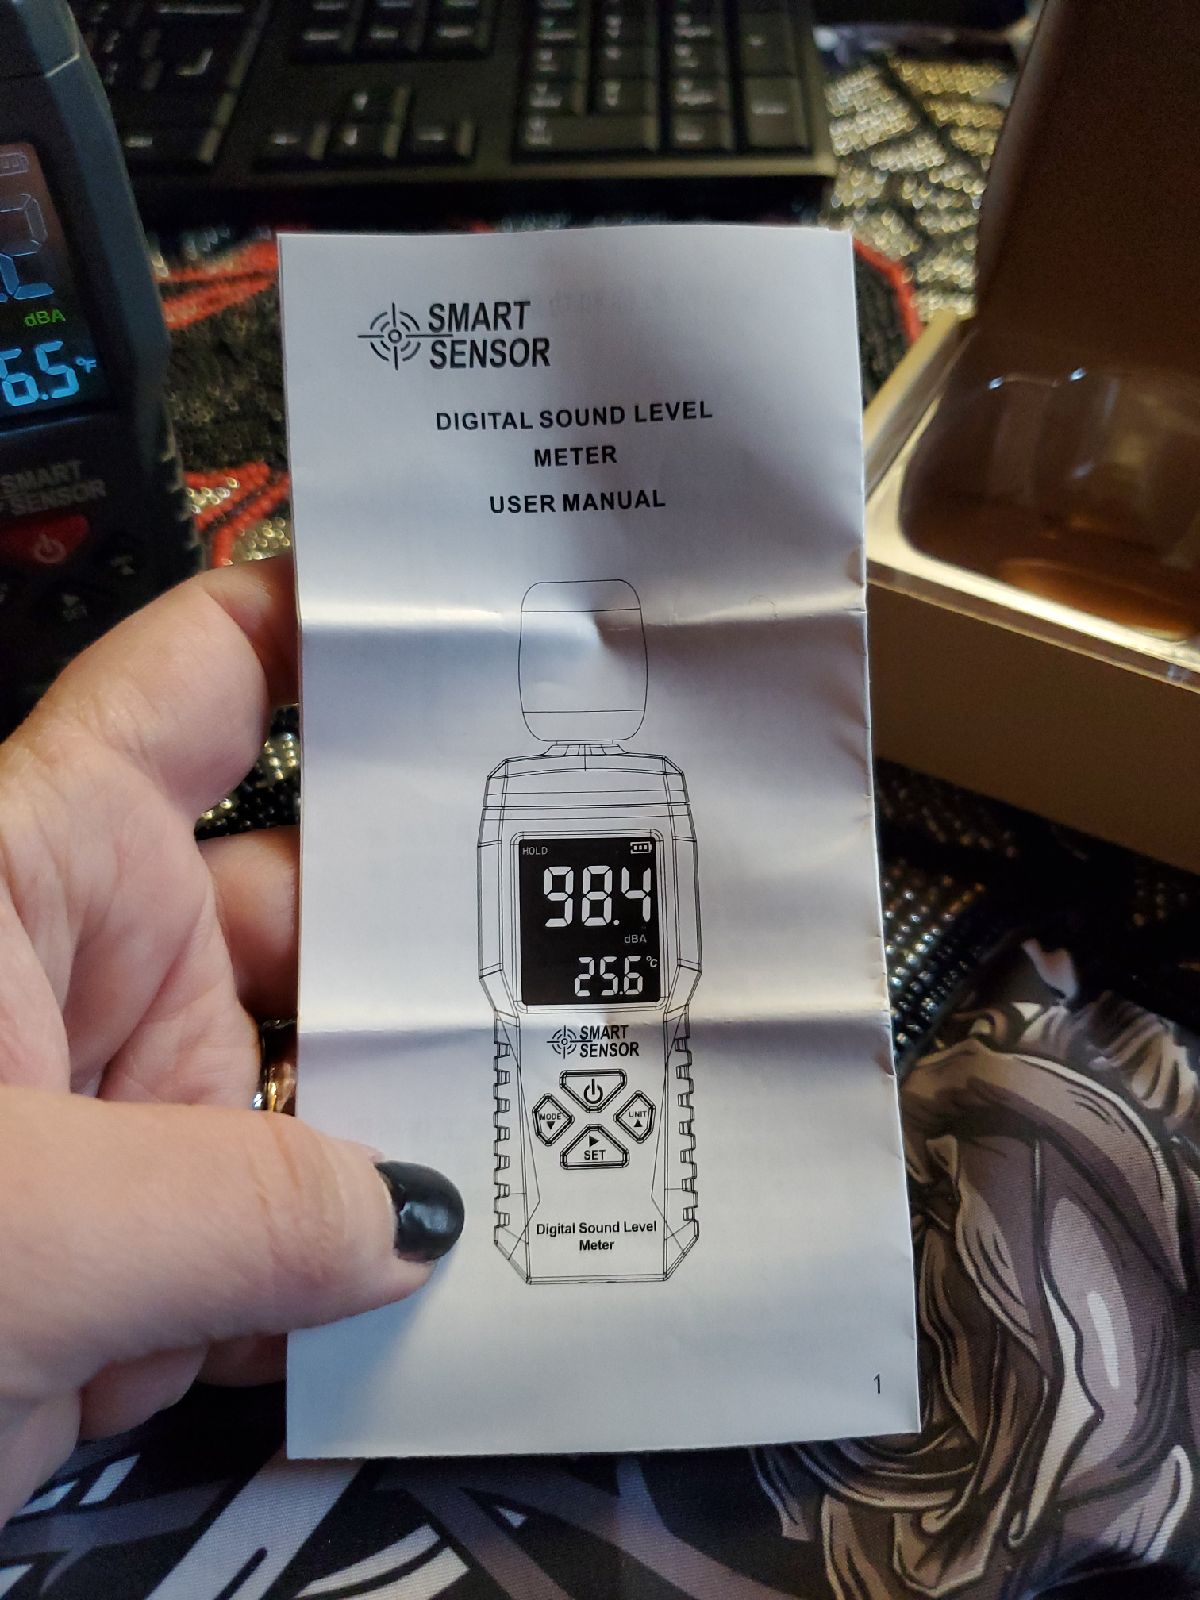 SMART
SENSOR
DIGITAL SOUND LEVEL
METER
USER MANUAL
HOLD
98.4
dBA
25.6 °C
SMART
SENSOR
MODE
UNIT
SET
Digital Sound Level
Meter
1
dBA
6.5 °F
SMART
SENSOR